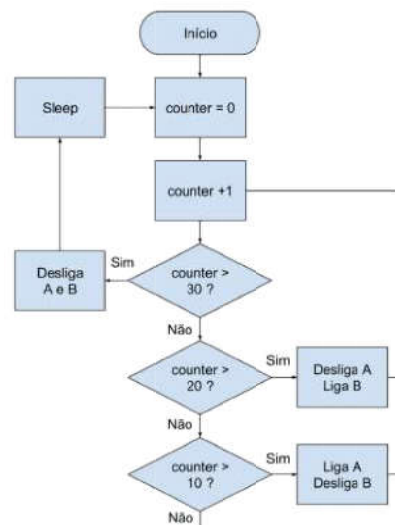 Início
Sleep
counter = 0
counter +1
Desliga
A e B
Sim
counter >
30 ?
Não
counter >
20 ?
Sim
Desliga A
Liga B
Não
counter >
10 ?
Sim
Liga A
Desliga B
Não